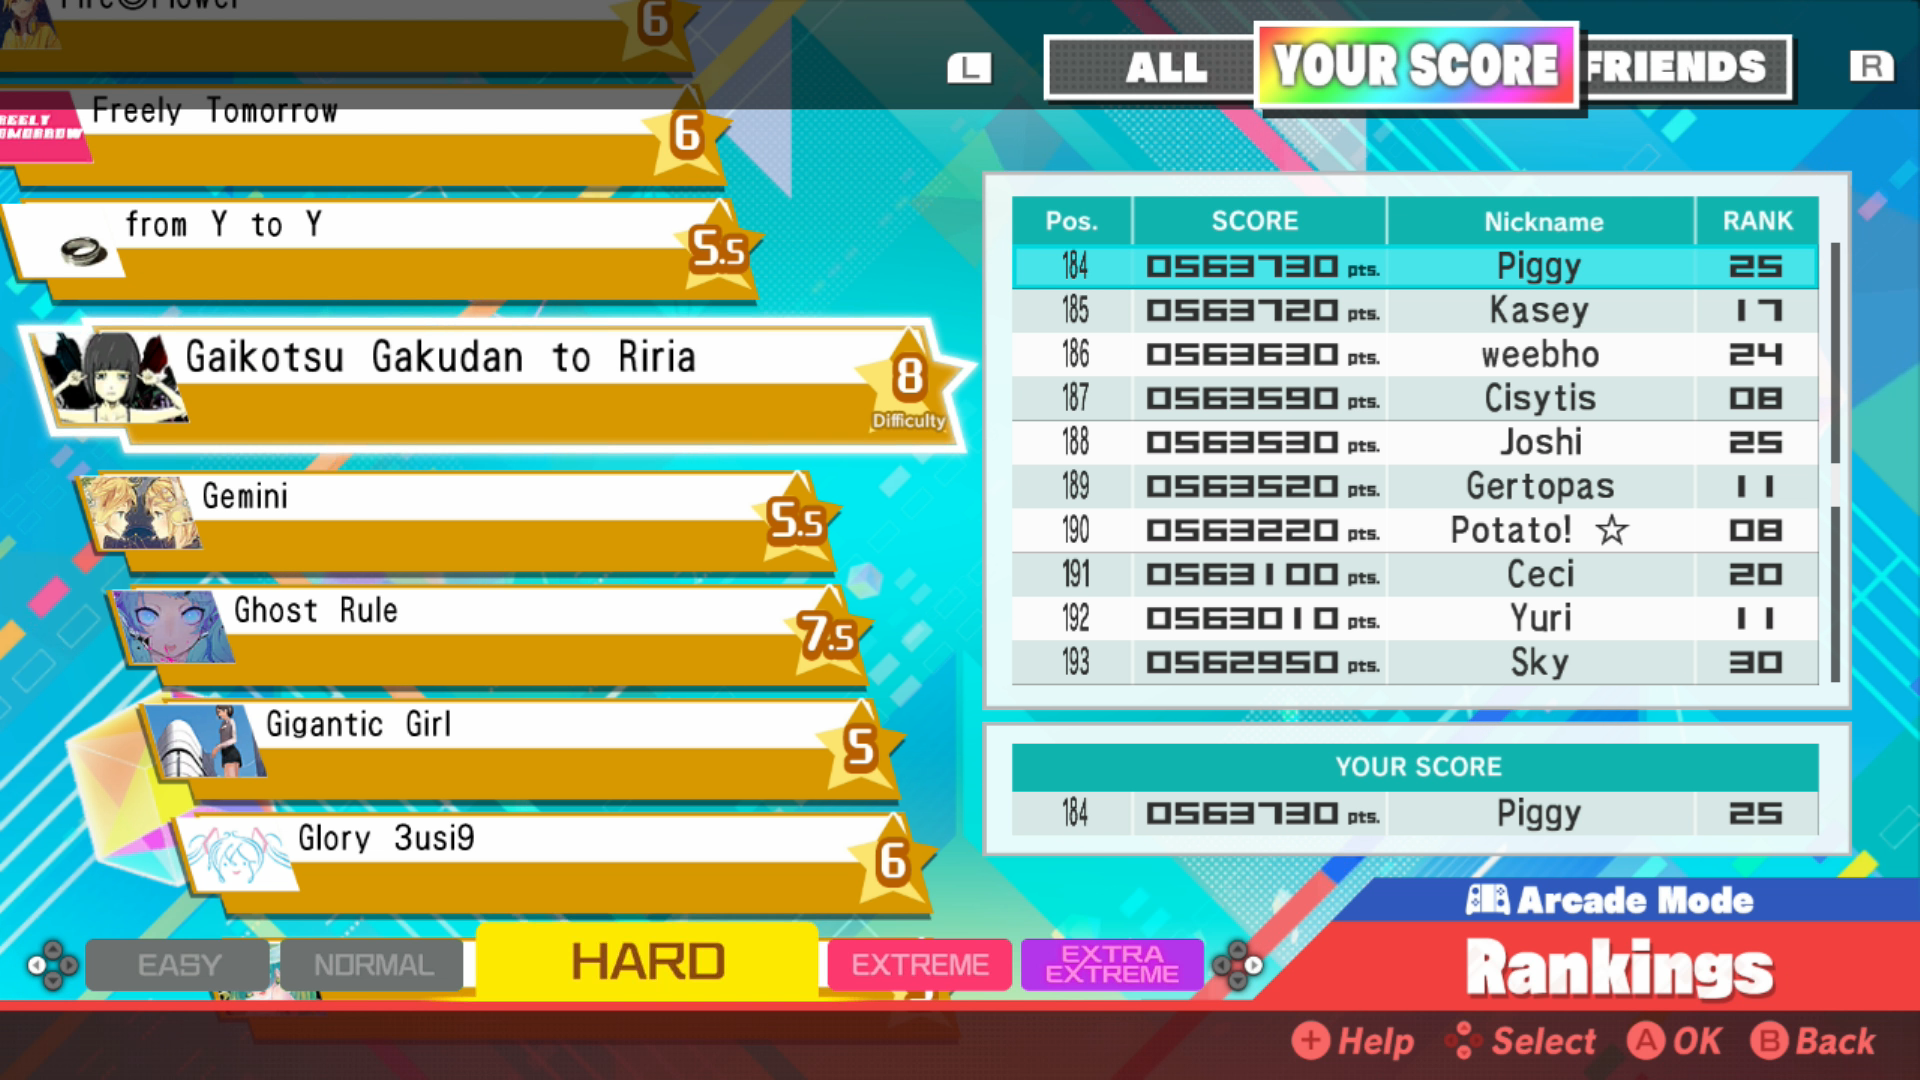 Fire◎Flower
6
L
ALL
YOUR SCORE
FRIENDS
R
FREELY TOMORROW
Freely Tomorrow
6
from Y to Y
5.5
Gaikotsu Gakudan to Riria
8
Difficulty
Gemini
5.5
Ghost Rule
7.5
Gigantic Girl
5
Glory 3usi9
6
Pos. SCORE Nickname RANK
184 0563730 pts. Piggy 25
185 0563720 pts. Kasey 17
186 0563630 pts. weebho 24
187 0563590 pts. Cisytis 08
188 0563530 pts. Joshi 25
189 0563520 pts. Gertopas 11
190 0563220 pts. Potato! ☆ 08
191 0563100 pts. Ceci 20
192 0563010 pts. Yuri 11
193 0562950 pts. Sky 30
YOUR SCORE
184 0563730 pts. Piggy 25
Arcade Mode
Rankings
EASY
NORMAL
HARD
EXTREME
EXTRA
EXTREME
+ Help
Select
A OK
B Back